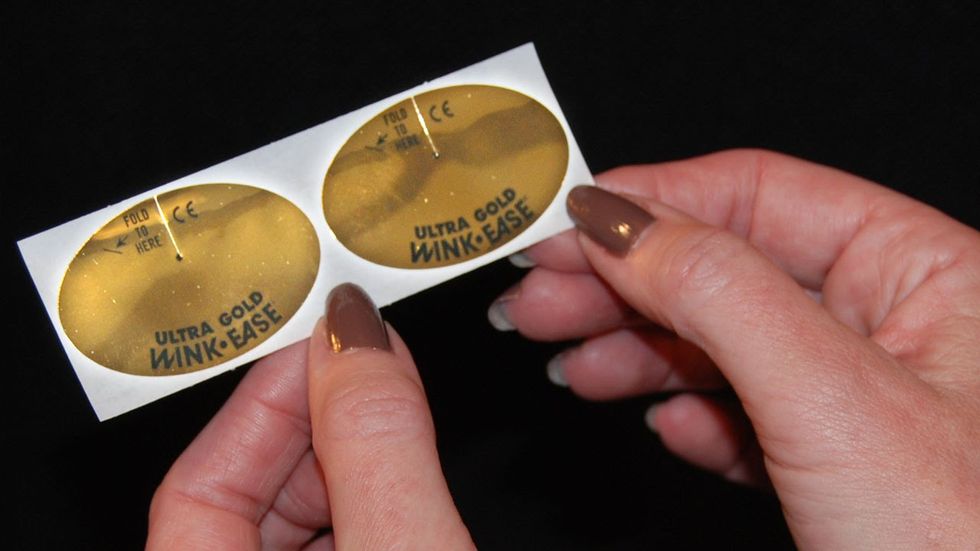 FOLD
TO
HERE
CE
ULTRA GOLD
WINK•EASE
FOLD
TO
HERE
CE
ULTRA GOLD
WINK•EASE